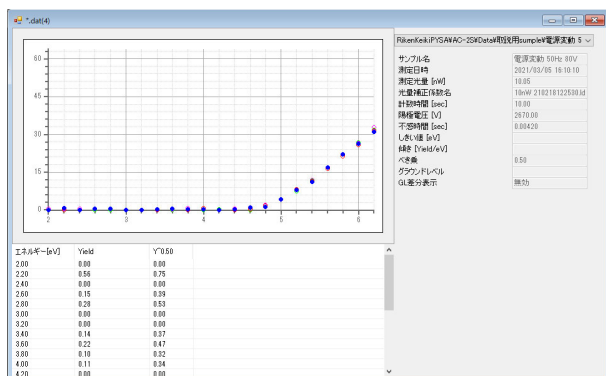 *.dat(4)
RikenKeikiPYSA¥AC-2S¥Data¥取説用sumple¥電源変動 5
60
45
30
15
0
2 3 4 5 6
サンプル名 電源変動 50Hz 80V
測定日時 2021/03/05 16:10:10
測定光量 [nW] 10.05
光量補正係数名 10nW 210218122530.ld
計数時間 [sec] 10.00
陽極電圧 [V] 2670.00
不感時間 [sec] 0.00420
しきい値 [eV]
傾き [Yield/eV]
べき乗 0.50
グラウンドレベル
GL差分表示 無効
エネルギー[eV] Yield Y^0.50
2.00 0.00 0.00
2.20 0.56 0.75
2.40 0.00 0.00
2.60 0.15 0.39
2.80 0.28 0.53
3.00 0.00 0.00
3.20 0.00 0.00
3.40 0.14 0.37
3.60 0.22 0.47
3.80 0.10 0.32
4.00 0.11 0.34
4.20 0.00 0.00